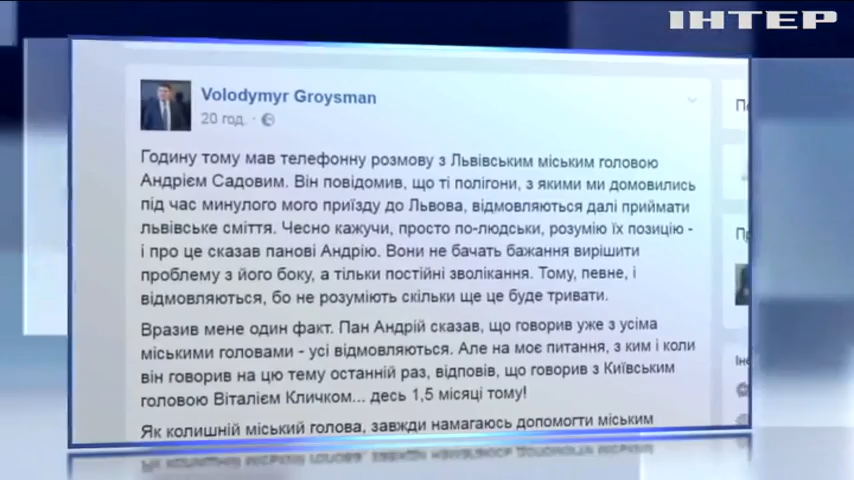 ІНТЕР
Volodymyr Groysman
20 год. ·
Годину тому мав телефонну розмову з Львівським міським головою
Андрієм Садовим. Він повідомив, що ті полігони, з якими ми домовились
під час минулого мого приїзду до Львова, відмовляються далі приймати
львівське сміття. Чесно кажучи, просто по-людськи, розумію їх позицію -
і про це сказав панові Андрію. Вони не бачать бажання вирішити
проблему з його боку, а тільки постійні зволікання. Тому, певне, і
відмовляються, бо не розуміють скільки ще це буде тривати.
Вразив мене один факт. Пан Андрій сказав, що говорив уже з усіма
міськими головами - усі відмовляються. Але на моє питання, з ким і коли
він говорив на цю тему останній раз, відповів, що говорив з Київським
головою Віталієм Кличком... десь 1,5 місяці тому!
Як колишній міський голова, завжди намагаюсь допомогти міським